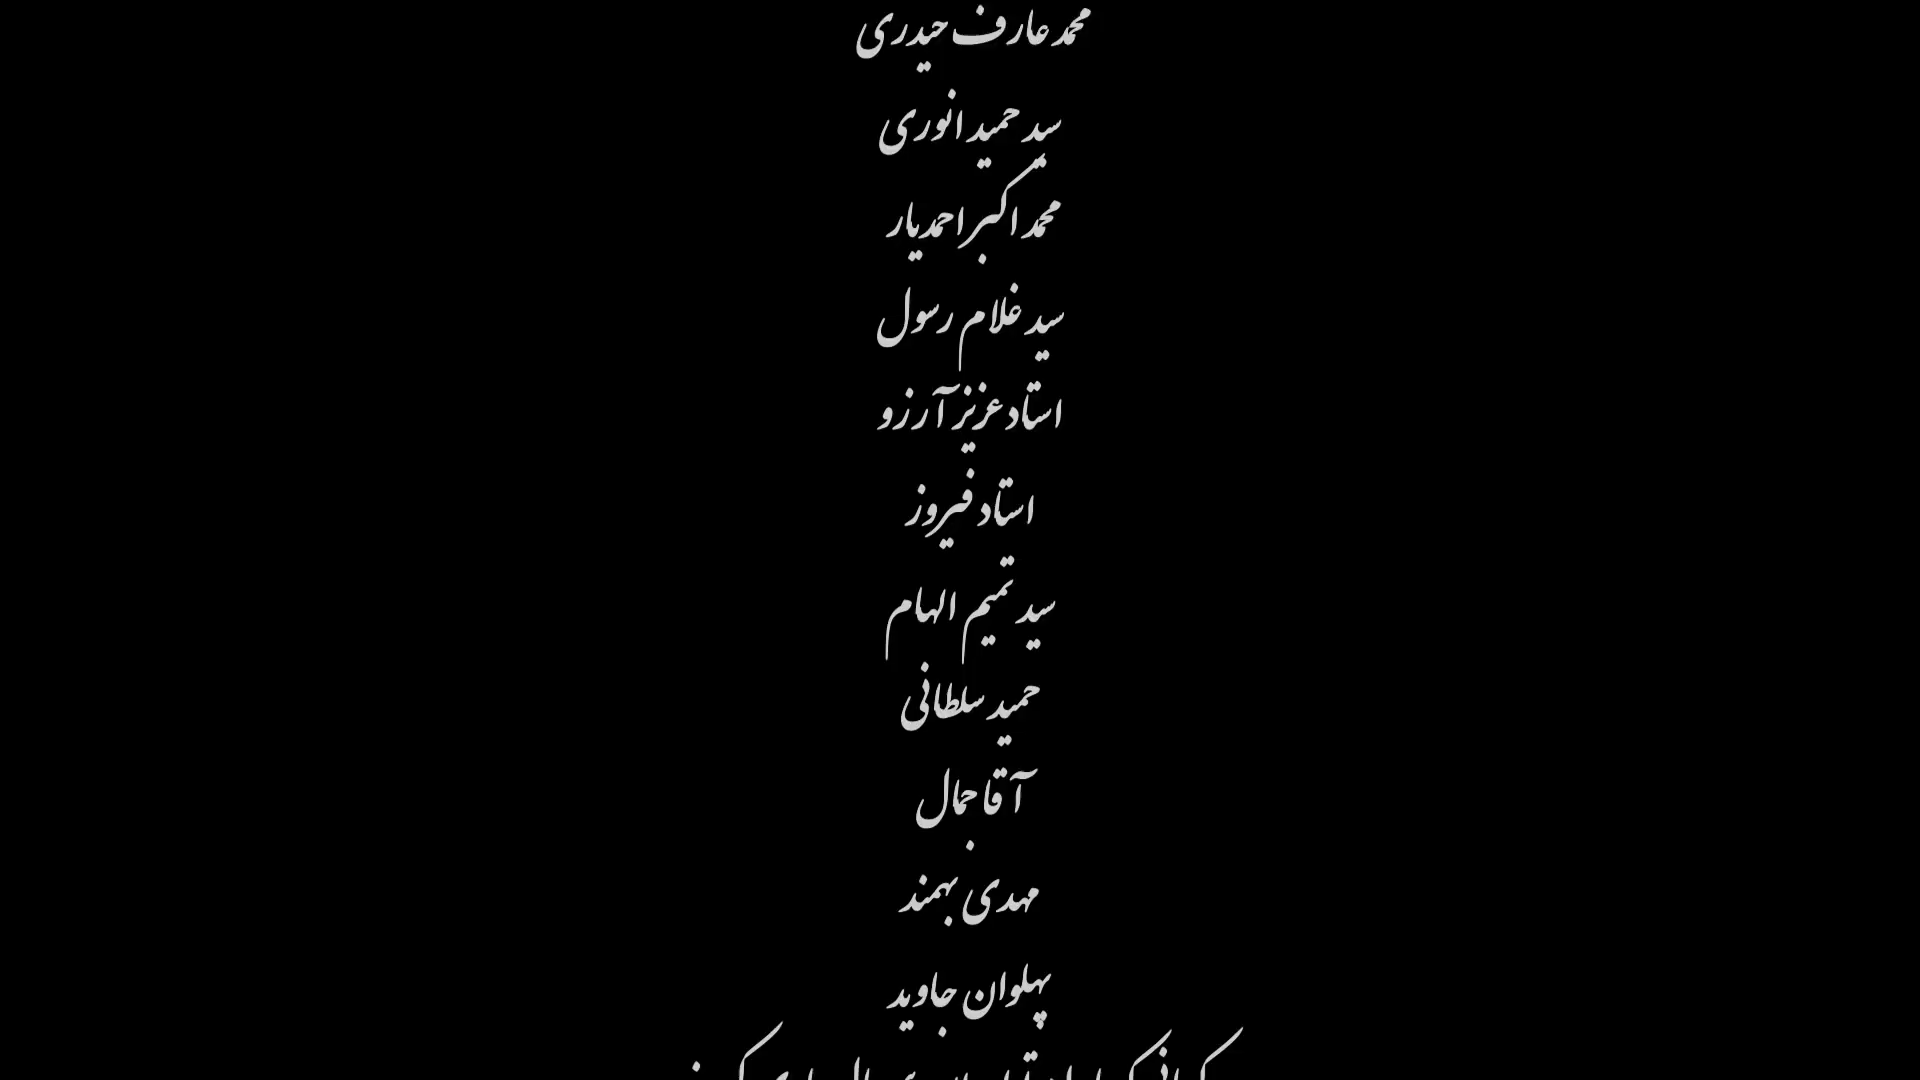 محمد عارف حیدری
سید حمید انوری
محمد اکبر احمدیار
سید غلام رسول
استاد عزیز آرزو
استاد فیروز
سید تمیم الهام
حمید سلطانی
آقا جمال
مهدی بهمند
پهلوان جاوید